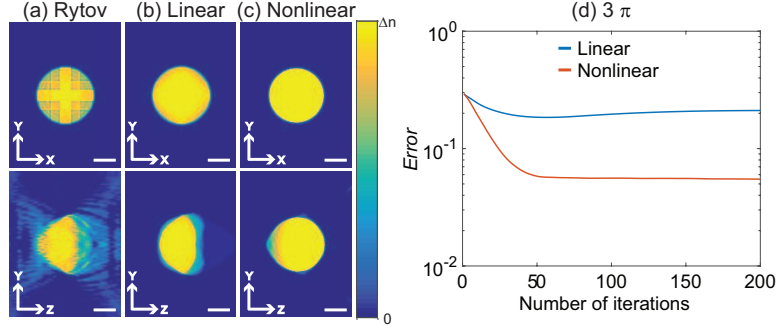 (a) Rytov (b) Linear (c) Nonlinear
Δn
0
Y
X
Y
X
Y
X
Y
Z
Y
Z
Y
Z
(d) 3 π
Linear
Nonlinear
Error
10⁰
10⁻¹
10⁻²
0 50 100 150 200
Number of iterations